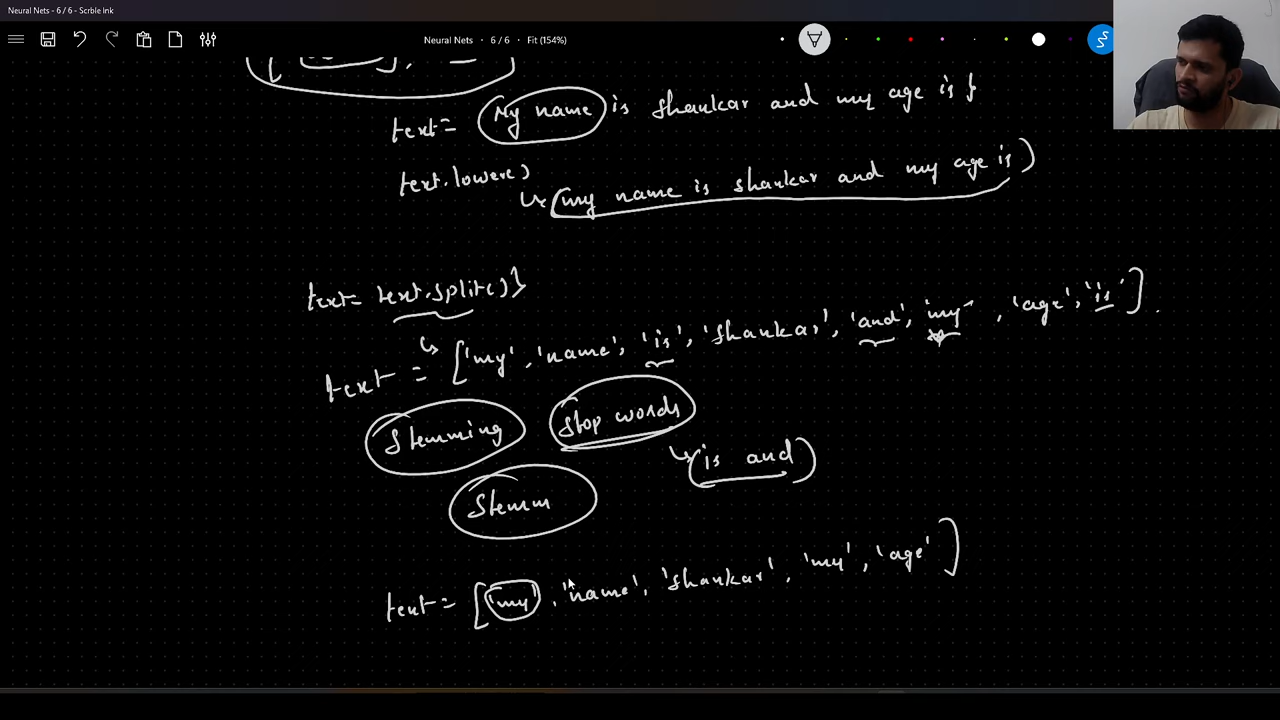 Neural Nets - 6 / 6 - Scrble Ink
Neural Nets • 6 / 6 • Fit (154%)
text= My name is shankar and my age is }
text.lower()
(my name is shankar and my age is)
text= text.split()}
text = ['my', 'name', 'is', 'shankar', 'and', 'my', 'age', 'is']
Stemming stop words
(is and)
Stemm
text= ['my', 'name', 'shankar', 'my', 'age']